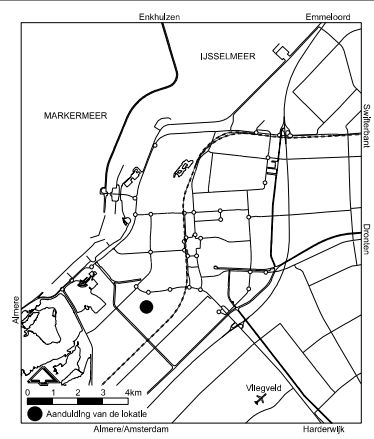 Enkhuizen
Emmeloord
IJSSELMEER
MARKERMEER
Swifterbant
Dronten
Almere
0 1 2 3 4km
Aanduiding van de lokatie
Vliegveld
Almere/Amsterdam
Harderwijk